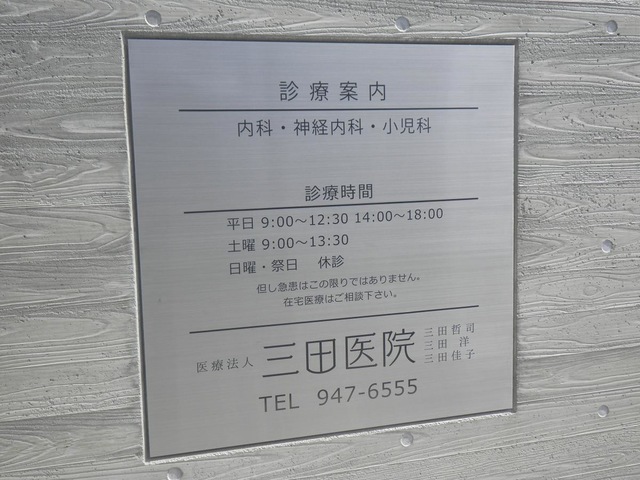 診療案内
内科・神経内科・小児科
診療時間
平日 9:00～12:30 14:00～18:00
土曜 9:00～13:30
日曜・祭日 休診
但し急患はこの限りではありません。
在宅医療はご相談下さい。
医療法人 三田医院
三田哲司
三田 洋
三田佳子
TEL 947-6555